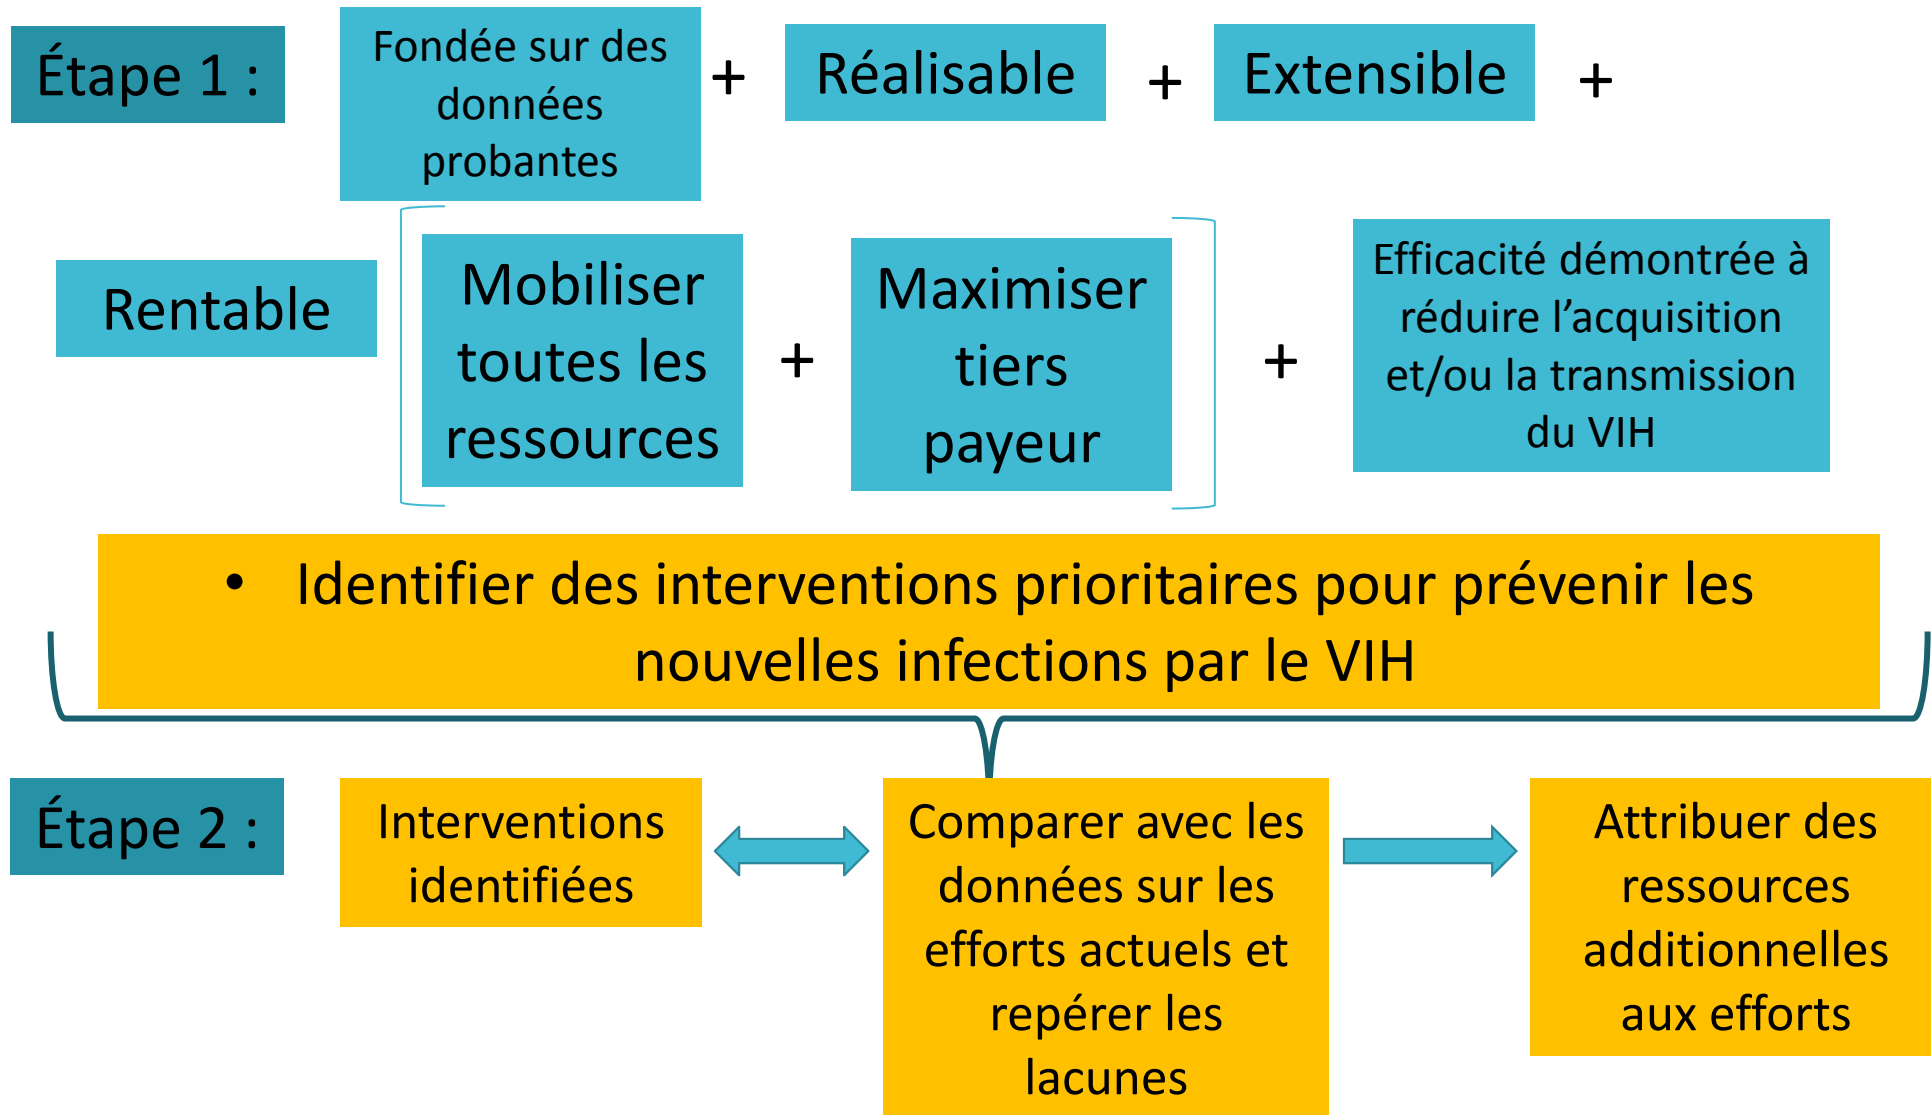 Étape 1 :
Fondée sur des
données
probantes
+
Réalisable
+
Extensible
+
Rentable
Mobiliser
toutes les
ressources
+
Maximiser
tiers
payeur
+
Efficacité démontrée à
réduire l’acquisition
et/ou la transmission
du VIH
• Identifier des interventions prioritaires pour prévenir les
nouvelles infections par le VIH
Étape 2 :
Interventions
identifiées
Comparer avec les
données sur les
efforts actuels et
repérer les
lacunes
Attribuer des
ressources
additionnelles
aux efforts